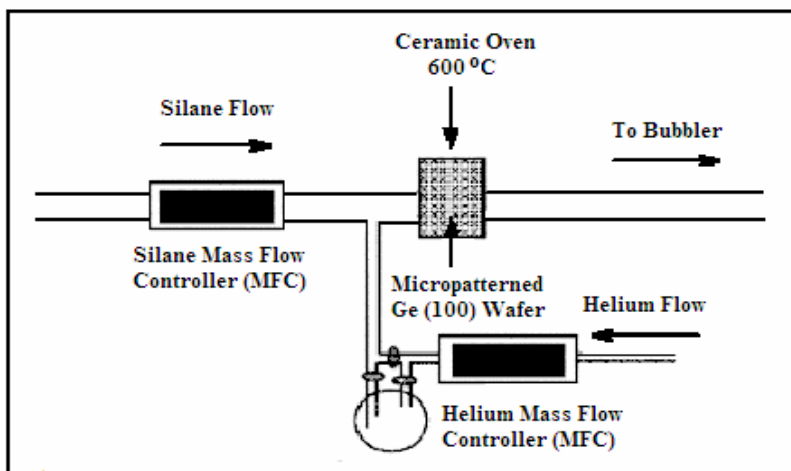 Ceramic Oven
600 ⁰C
Silane Flow
To Bubbler
Silane Mass Flow
Controller (MFC)
Micropatterned
Ge (100) Wafer
Helium Flow
Helium Mass Flow
Controller (MFC)